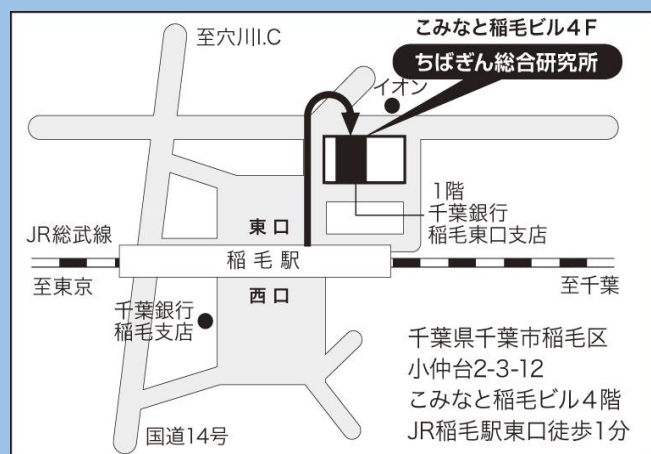 至穴川I.C
こみなと稲毛ビル4F
ちばぎん総合研究所
イオン
1階
千葉銀行
稲毛東口支店
東口
JR総武線
稲毛駅
至東京
至千葉
西口
千葉銀行
稲毛支店
国道14号
千葉県千葉市稲毛区
小仲台2-3-12
こみなと稲毛ビル4階
JR稲毛駅東口徒歩1分